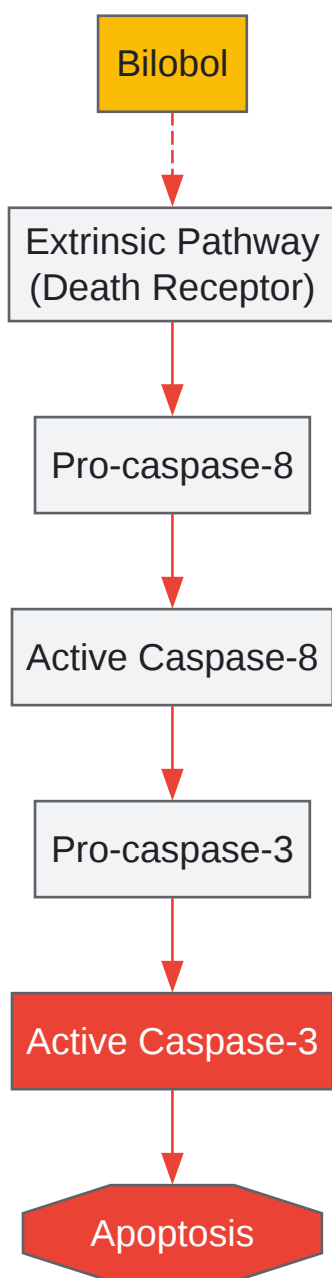 Bilobol
Extrinsic Pathway
(Death Receptor)
Pro-caspase-8
Active Caspase-8
Pro-caspase-3
Active Caspase-3
Apoptosis